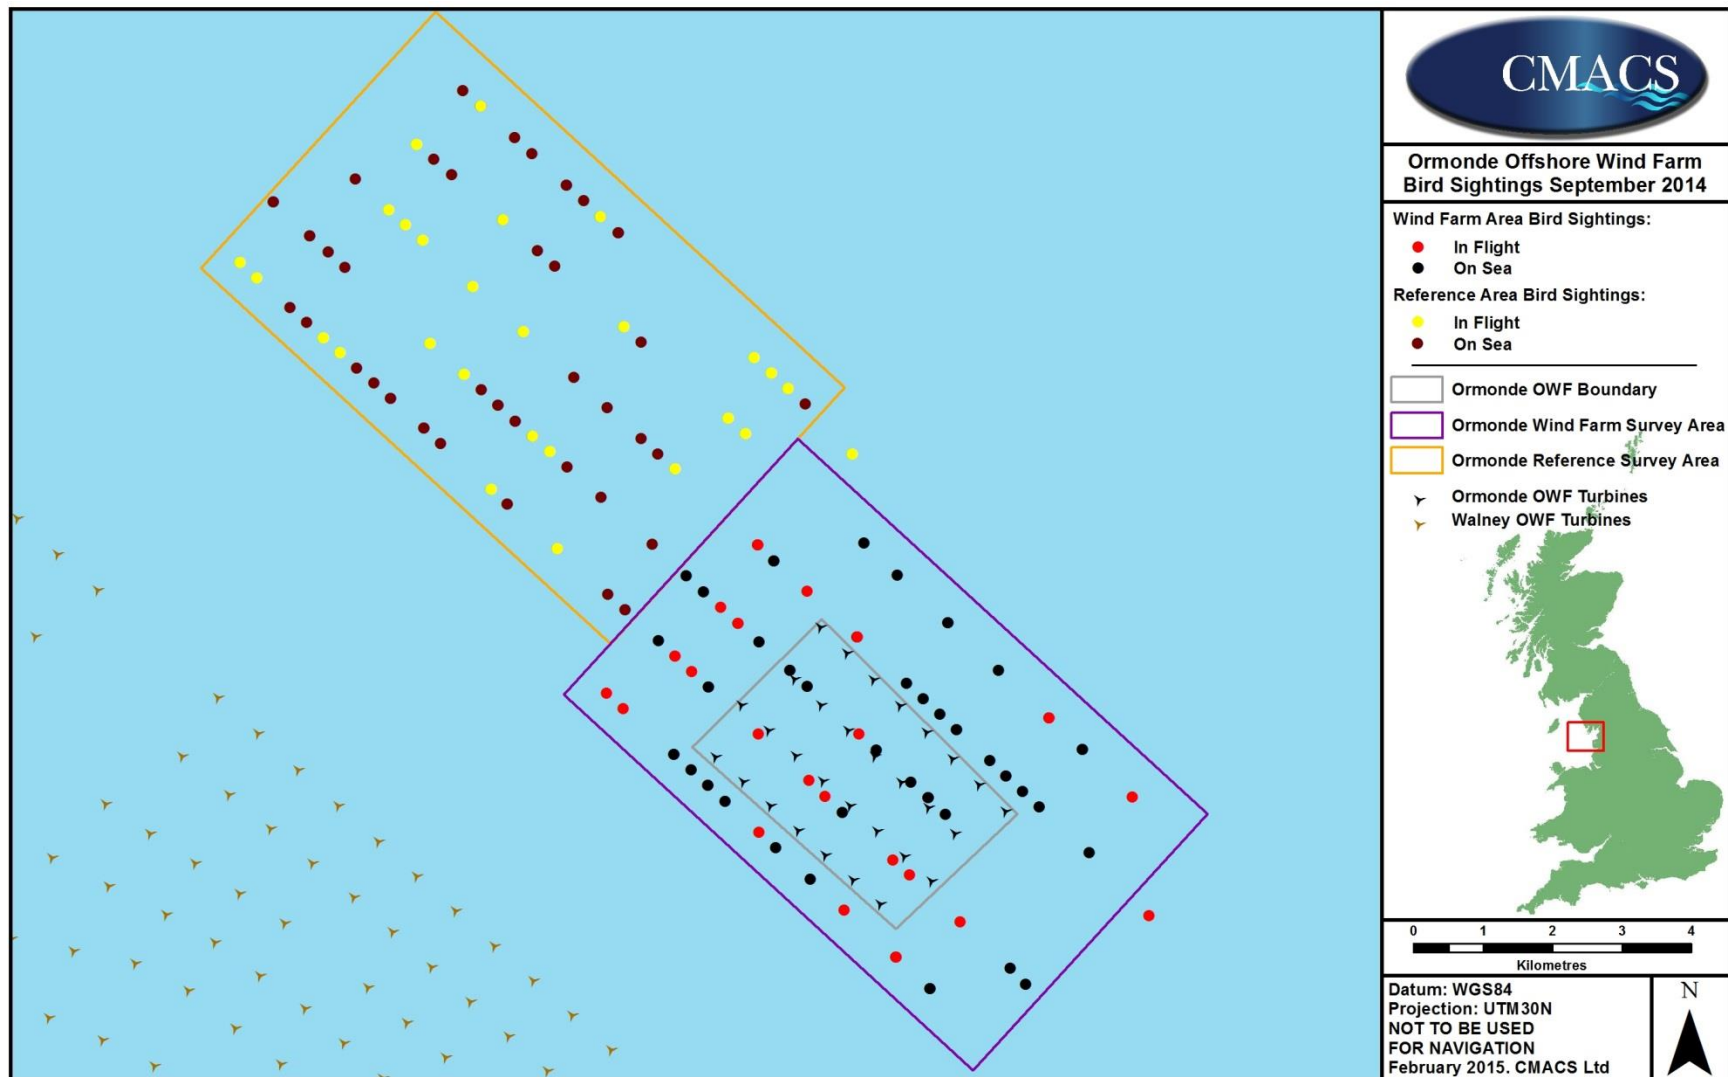 CMACS
Ormonde Offshore Wind Farm
Bird Sightings September 2014
Wind Farm Area Bird Sightings:
In Flight
On Sea
Reference Area Bird Sightings:
In Flight
On Sea
Ormonde OWF Boundary
Ormonde Wind Farm Survey Area
Ormonde Reference Survey Area
Ormonde OWF Turbines
Walney OWF Turbines
0 1 2 3 4
Kilometres
Datum: WGS84
Projection: UTM30N
NOT TO BE USED
FOR NAVIGATION
February 2015. CMACS Ltd
N